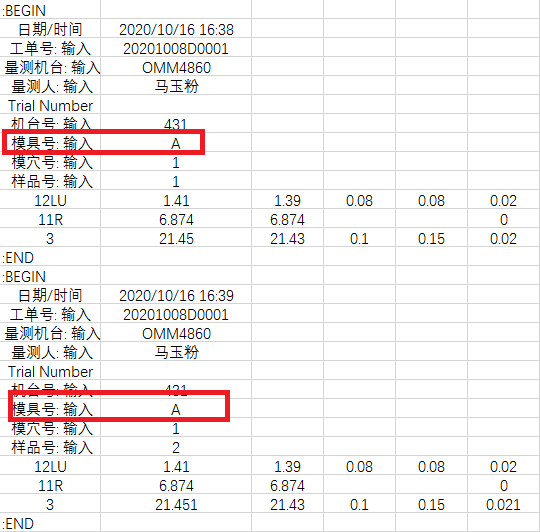 :BEGIN
日期/时间 2020/10/16 16:38
工单号: 输入 20201008D0001
量测机台: 输入 OMM4860
量测人: 输入 马玉粉
Trial Number
机台号: 输入 431
模具号: 输入 A
模穴号: 输入 1
样品号: 输入 1
12LU 1.41 1.39 0.08 0.08 0.02
11R 6.874 6.874 0
3 21.45 21.43 0.1 0.15 0.02
:END
:BEGIN
日期/时间 2020/10/16 16:39
工单号: 输入 20201008D0001
量测机台: 输入 OMM4860
量测人: 输入 马玉粉
Trial Number
机台号: 输入 431
模具号: 输入 A
模穴号: 输入 1
样品号: 输入 2
12LU 1.41 1.39 0.08 0.08 0.02
11R 6.874 6.874 0
3 21.451 21.43 0.1 0.15 0.021
:END